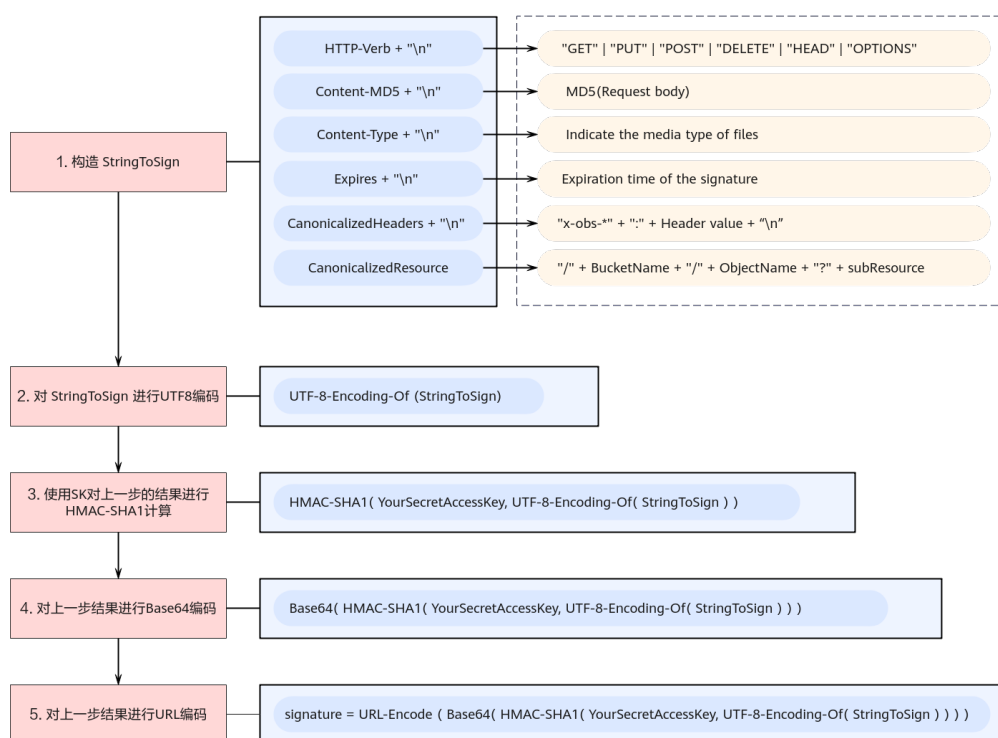 1. 构造 StringToSign
HTTP-Verb + "\n"
"GET" | "PUT" | "POST" | "DELETE" | "HEAD" | "OPTIONS"
Content-MD5 + "\n"
MD5(Request body)
Content-Type + "\n"
Indicate the media type of files
Expires + "\n"
Expiration time of the signature
CanonicalizedHeaders + "\n"
"x-obs-*" + ":" + Header value + “\n”
CanonicalizedResource
"/" + BucketName + "/" + ObjectName + "?" + subResource
2. 对 StringToSign 进行UTF8编码
UTF-8-Encoding-Of (StringToSign)
3. 使用SK对上一步的结果进行
HMAC-SHA1计算
HMAC-SHA1( YourSecretAccessKey, UTF-8-Encoding-Of( StringToSign ) )
4. 对上一步结果进行Base64编码
Base64( HMAC-SHA1( YourSecretAccessKey, UTF-8-Encoding-Of( StringToSign ) ) )
5. 对上一步结果进行URL编码
signature = URL-Encode ( Base64( HMAC-SHA1( YourSecretAccessKey, UTF-8-Encoding-Of( StringToSign ) ) ) )